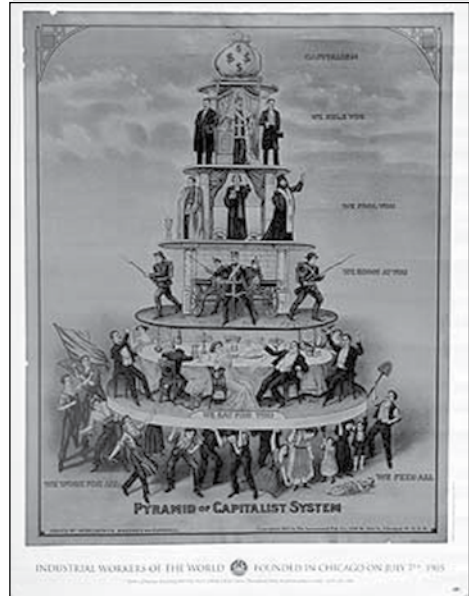 $ $ $ $
CAPITALISM
WE RULE YOU
WE FOOL YOU
WE SHOOT AT YOU
WE EAT FOR YOU
WE WORK FOR ALL
WE FEED ALL
PYRAMID OF CAPITALIST SYSTEM
INDUSTRIAL WORKERS OF THE WORLD FOUNDED IN CHICAGO ON JULY 7TH, 1905